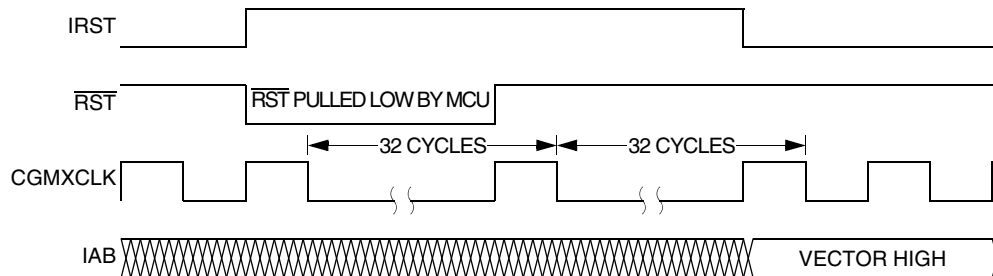 IRST
RST
RST PULLED LOW BY MCU
32 CYCLES
32 CYCLES
CGMXCLK
IAB
VECTOR HIGH